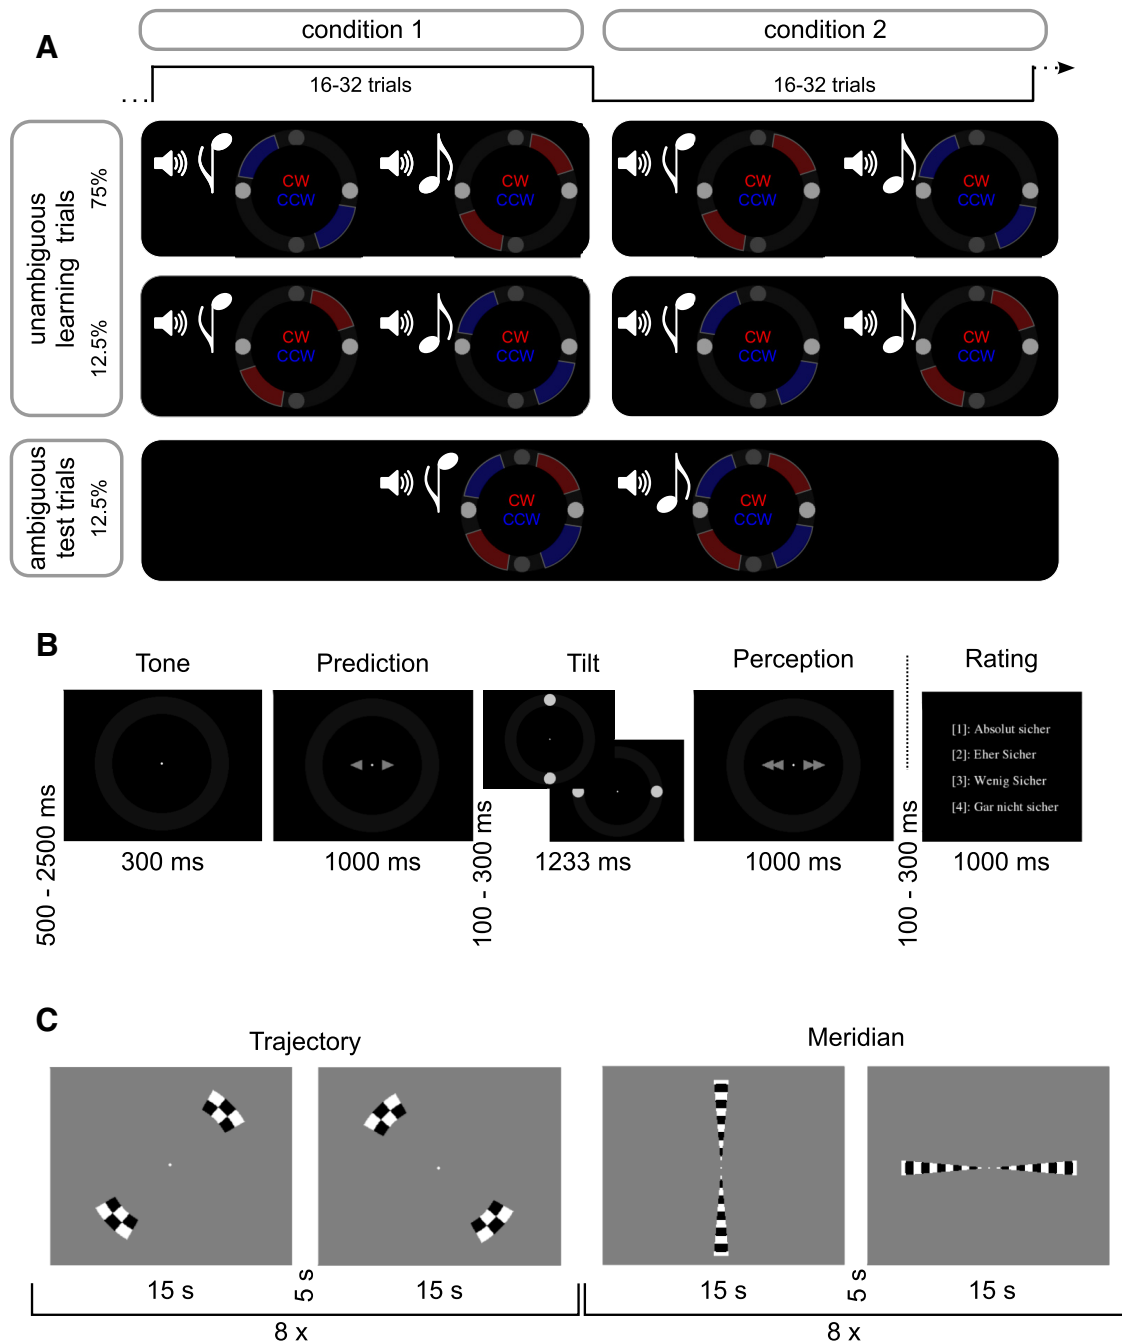 A
condition 1
condition 2
16-32 trials
16-32 trials
unambiguous
learning trials
75%
12.5%
CW
CCW
CW
CCW
CW
CCW
CW
CCW
CW
CCW
CW
CCW
CW
CCW
CW
CCW
ambiguous
test trials
12.5%
CW
CCW
CW
CCW
B
Tone
Prediction
Tilt
Perception
Rating
[1]: Absolut sicher
[2]: Eher Sicher
[3]: Wenig Sicher
[4]: Gar nicht sicher
500 - 2500 ms
300 ms
1000 ms
100 - 300 ms
1233 ms
1000 ms
100 - 300 ms
1000 ms
C
Trajectory
Meridian
15 s
5 s
15 s
15 s
5 s
15 s
8 x
8 x